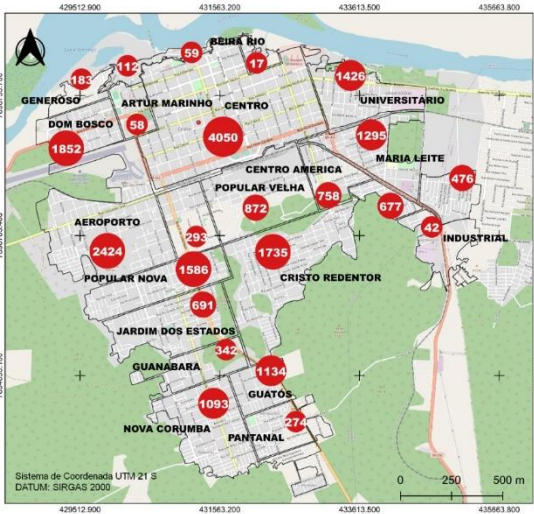 429512.900 431563.200 433613.500 435663.800
BEIRA RIO
59
112
17
183
1426
GENEROSO
ARTUR MARINHO
CENTRO
UNIVERSITÁRIO
DOM BOSCO
58
4050
1295
1852
MARIA LEITE
CENTRO AMERICA
POPULAR VELHA
758
476
872
677
AEROPORTO
293
42
INDUSTRIAL
2424
1586
1735
POPULAR NOVA
CRISTO REDENTOR
691
JARDIM DOS ESTADOS
342
GUANABARA
1134
GUATÓS
1093
NOVA CORUMBA
274
PANTANAL
Sistema de Coordenada UTM 21 S
DATUM: SIRGAS 2000
0 250 500 m
429512.900 431563.200 433613.500 435663.800